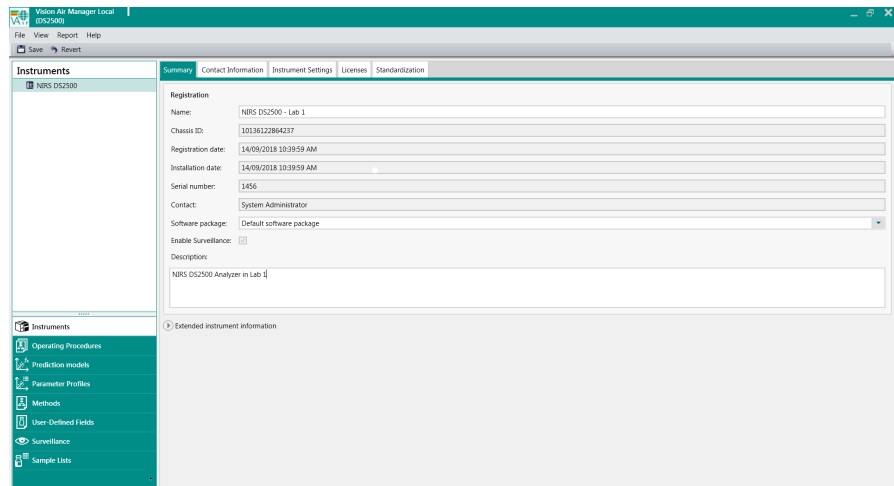 Vision Air Manager Local
(DS2500)
File View Report Help
Save Revert
Instruments
NIRS DS2500
Summary Contact Information Instrument Settings Licenses Standardization
Registration
Name: NIRS DS2500 - Lab 1
Chassis ID: 10136122864237
Registration date: 14/09/2018 10:39:59 AM
Installation date: 14/09/2018 10:39:59 AM
Serial number: 1456
Contact: System Administrator
Software package: Default software package
Enable Surveillance:
Description:
NIRS DS2500 Analyzer in Lab 1
Extended instrument information
Instruments
Operating Procedures
Prediction models
Parameter Profiles
Methods
User-Defined Fields
Surveillance
Sample Lists